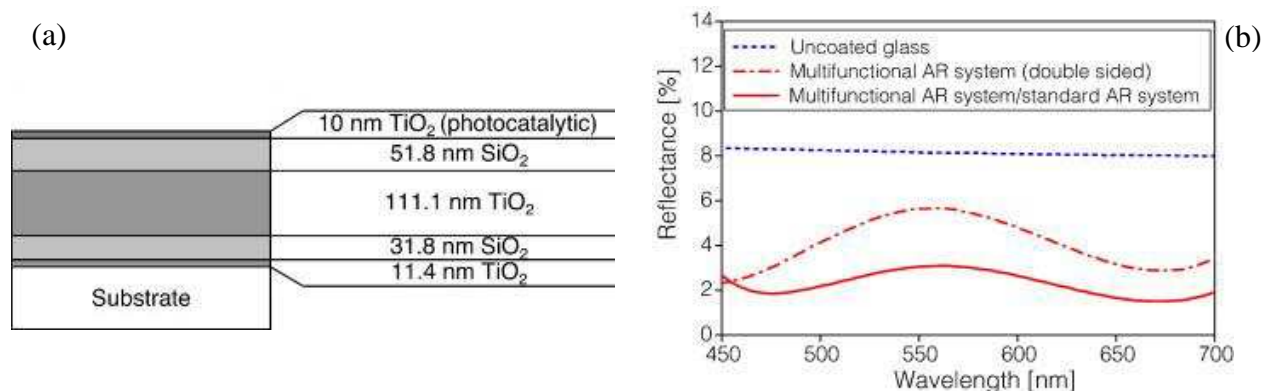 (a)
10 nm TiO₂ (photocatalytic)
51.8 nm SiO₂
111.1 nm TiO₂
31.8 nm SiO₂
11.4 nm TiO₂
Substrate
(b)
Uncoated glass
Multifunctional AR system (double sided)
Multifunctional AR system/standard AR system
Reflectance [%]
14
12
10
8
6
4
2
0
450 500 550 600 650 700
Wavelength [nm]